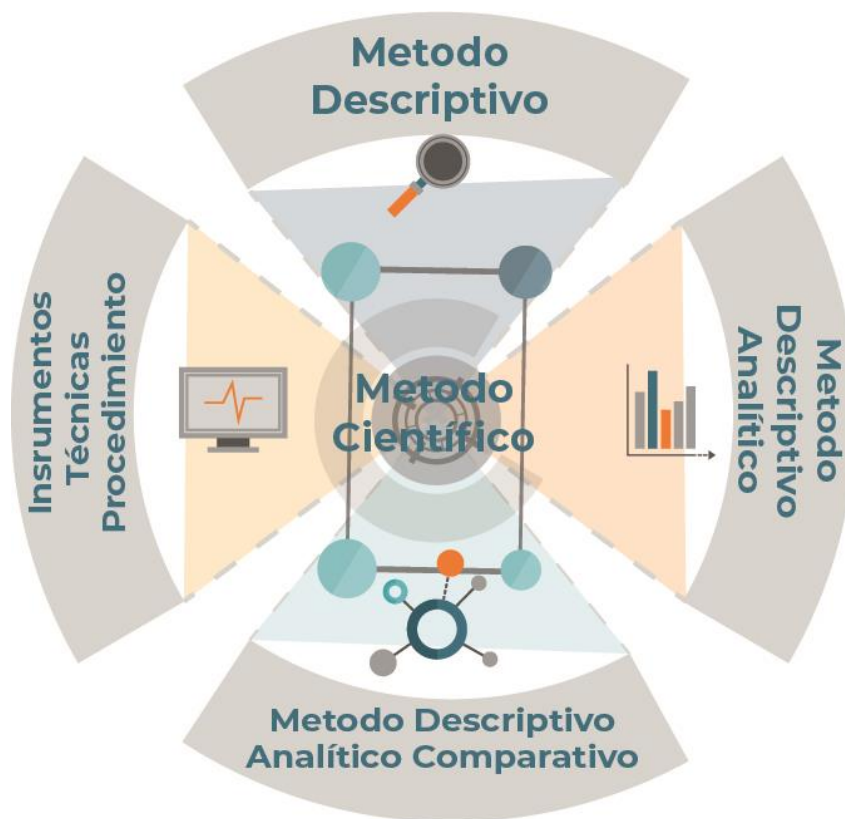 Metodo
Descriptivo
Insrumentos
Técnicas
Procedimiento
Metodo
Científico
Metodo
Descriptivo
Analítico
Metodo Descriptivo
Analítico Comparativo